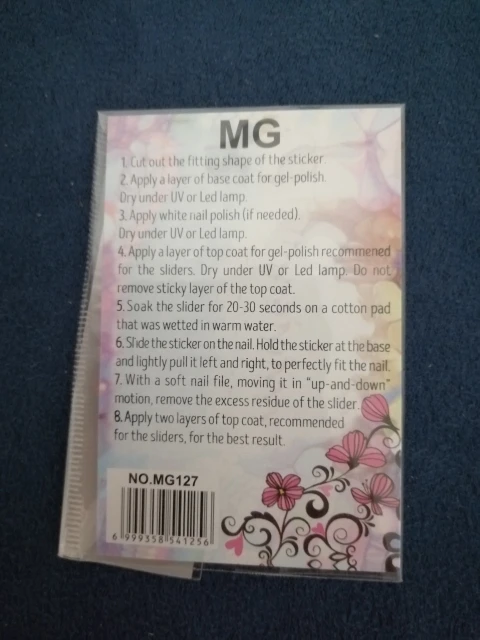 MG
1. Cut out the fitting shape of the sticker
2. Apply a layer of base coat for gel-polish.
Dry under UV or Led lamp.
3. Apply white nail polish (if needed).
Dry under UV or Led lamp.
4. Apply a layer of top coat for gel-polish recommened
for the sliders. Dry under UV or Led lamp. Do not
remove sticky layer of the top coat.
5. Soak the slider for 20-30 seconds on a cotton pad
that was wetted in warm water.
6. Slide the sticker on the nail. Hold the sticker at the base
and lightly pull it left and right, to perfectly fit the nail.
7. With a soft nail file, moving it in "up-and-down"
motion, remove the excess residue of the slider.
8. Apply two layers of top coat, recommended
for the sliders, for the best result.
NO.MG127
6 999358 541256